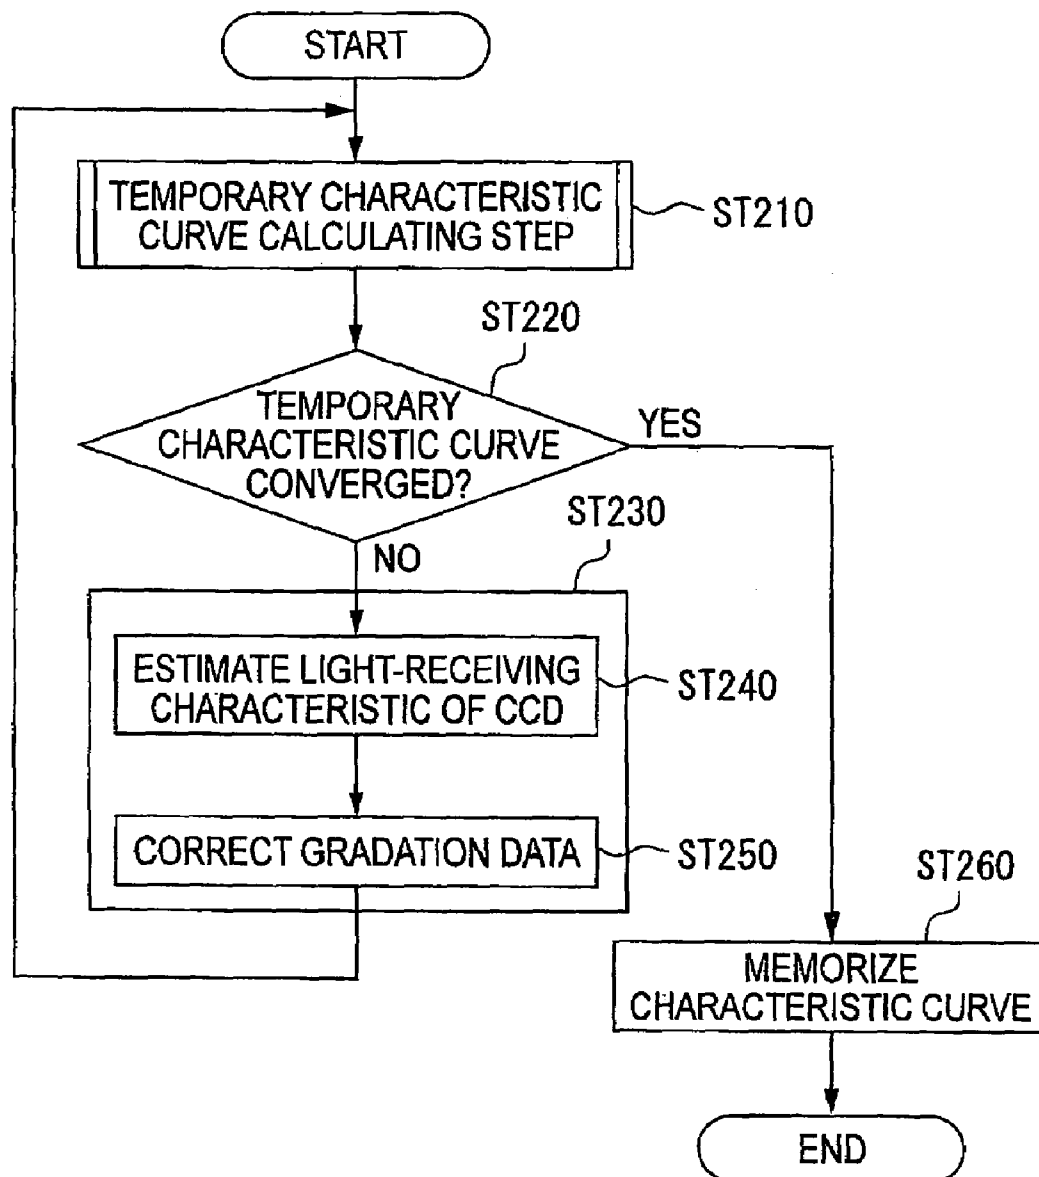 START
TEMPORARY CHARACTERISTIC
CURVE CALCULATING STEP
ST210
ST220
TEMPORARY
CHARACTERISTIC CURVE
CONVERGED?
YES
NO
ST230
ESTIMATE LIGHT-RECEIVING
CHARACTERISTIC OF CCD
ST240
CORRECT GRADATION DATA
ST250
ST260
MEMORIZE
CHARACTERISTIC CURVE
END